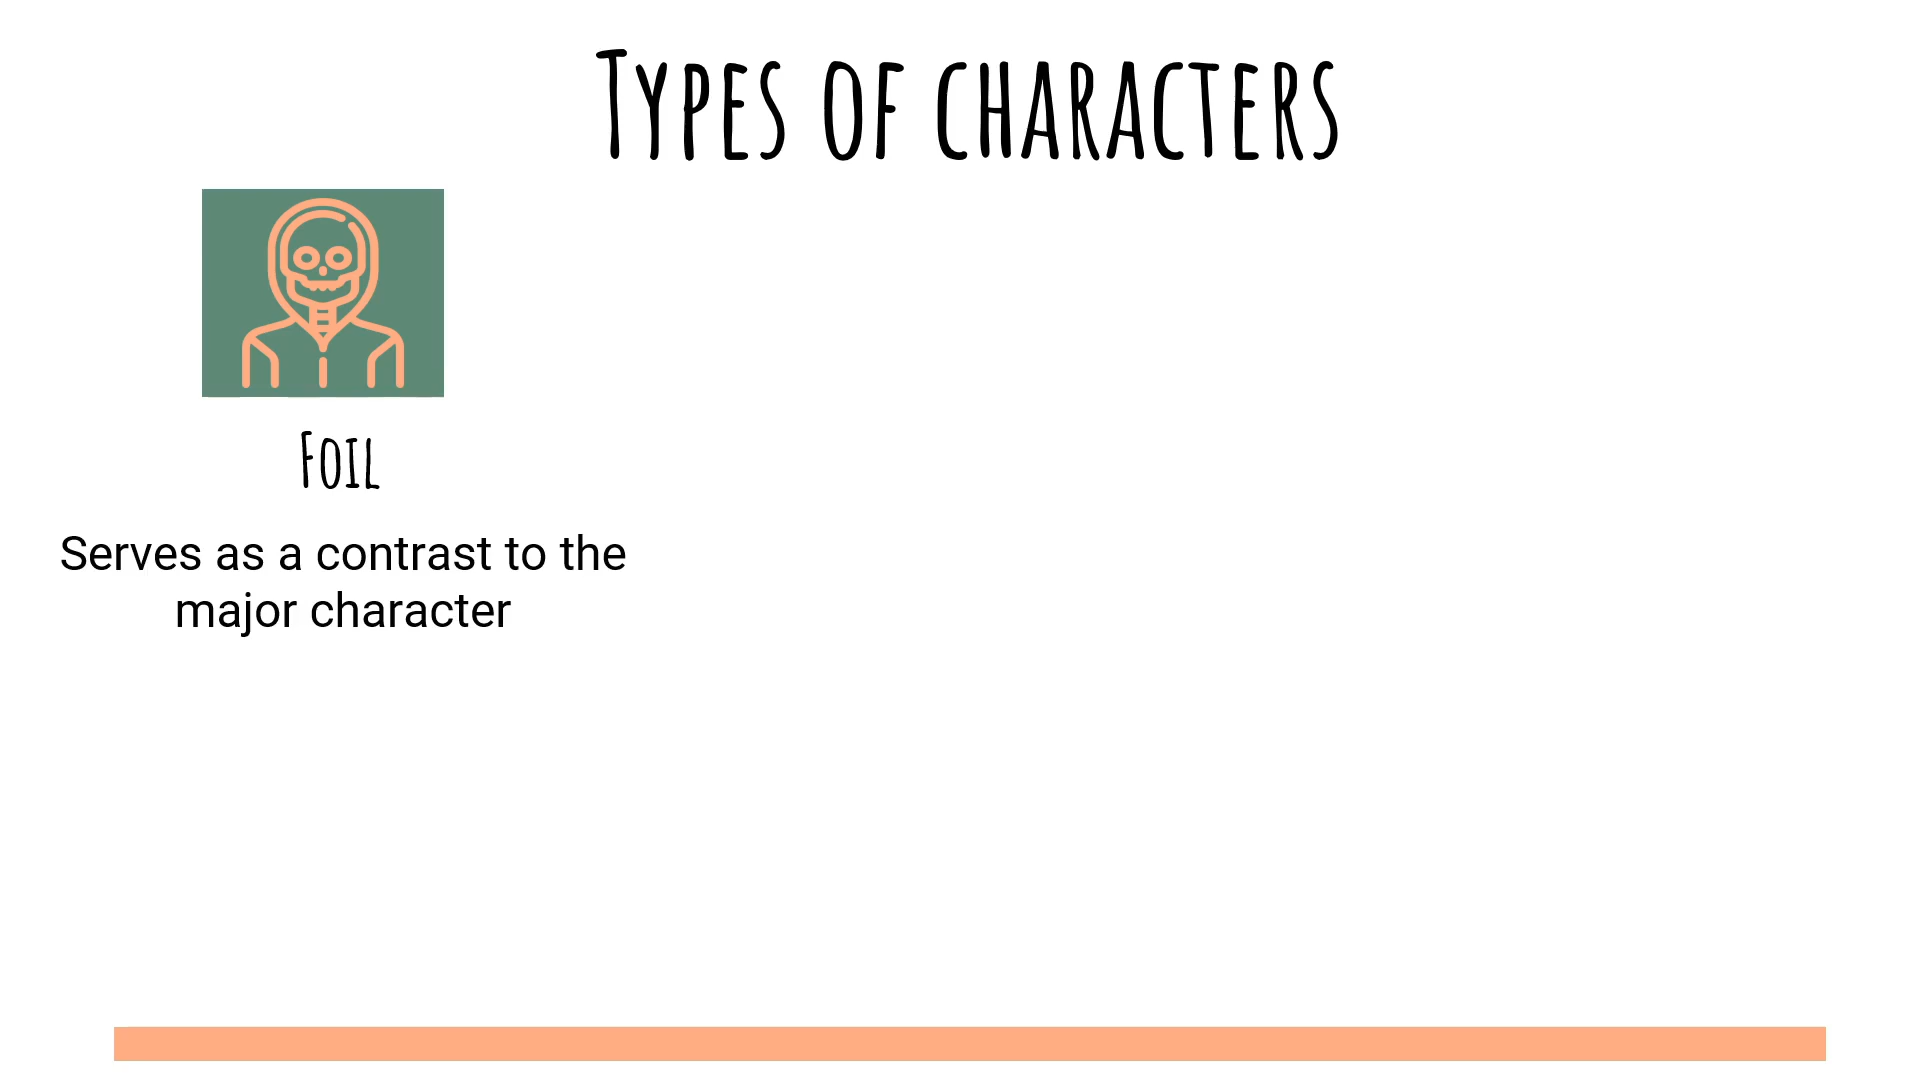 Types of characters
Foil
Serves as a contrast to the
major character